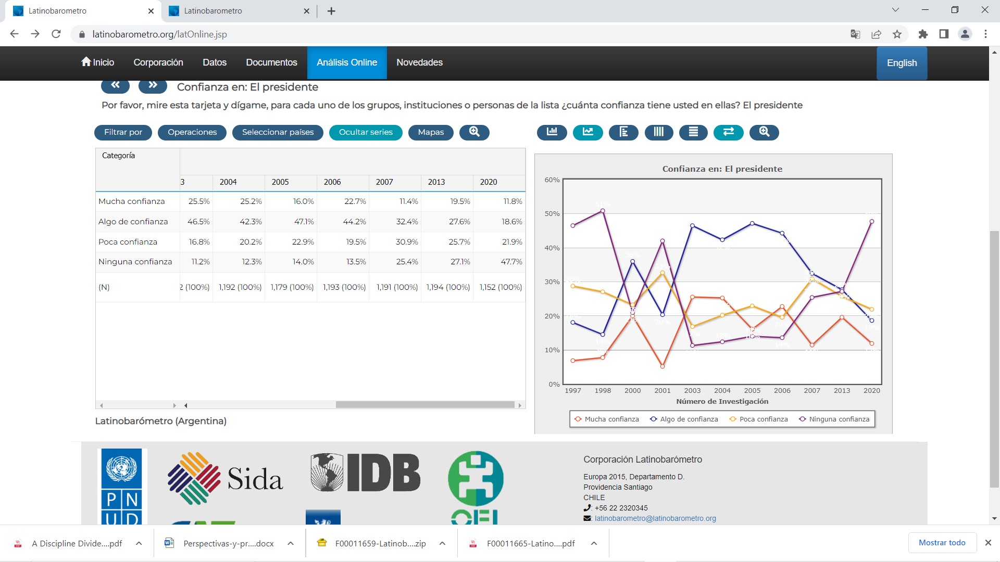 Latinobarometro
Latinobarometro
latinobarometro.org/latOnline.jsp
Inicio Corporación Datos Documentos Análisis Online Novedades English
Confianza en: El presidente
Por favor, mire esta tarjeta y dígame, para cada uno de los grupos, instituciones o personas de la lista ¿cuánta confianza tiene usted en ellas? El presidente
Filtrar por Operaciones Seleccionar países Ocultar series Mapas
Categoría
3 2004 2005 2006 2007 2013 2020
Mucha confianza 25.5% 25.2% 16.0% 22.7% 11.4% 19.5% 11.8%
Algo de confianza 46.5% 42.3% 47.1% 44.2% 32.4% 27.6% 18.6%
Poca confianza 16.8% 20.2% 22.9% 19.5% 30.9% 25.7% 21.9%
Ninguna confianza 11.2% 12.3% 14.0% 13.5% 25.4% 27.1% 47.7%
(N) 2 (100%) 1,192 (100%) 1,179 (100%) 1,193 (100%) 1,191 (100%) 1,194 (100%) 1,152 (100%)
Latinobarómetro (Argentina)
Confianza en: El presidente
60%
50%
40%
30%
20%
10%
0%
51%
36%
33%
20%
20%
14%
19%
1997 1998 2000 2001 2003 2004 2005 2006 2007 2013 2020
Número de Investigación
Mucha confianza Algo de confianza Poca confianza Ninguna confianza
PN
UD
Sida
IDB
OEI
Corporación Latinobarómetro
Europa 2015, Departamento D.
Providencia Santiago
CHILE
: +56 22 2320345
: latinobarometro@latinobarometro.org
A Discipline Divide....pdf
Perspectivas-y-pr....docx
F00011659-Latinob....zip
F00011665-Latino....pdf
Mostrar todo